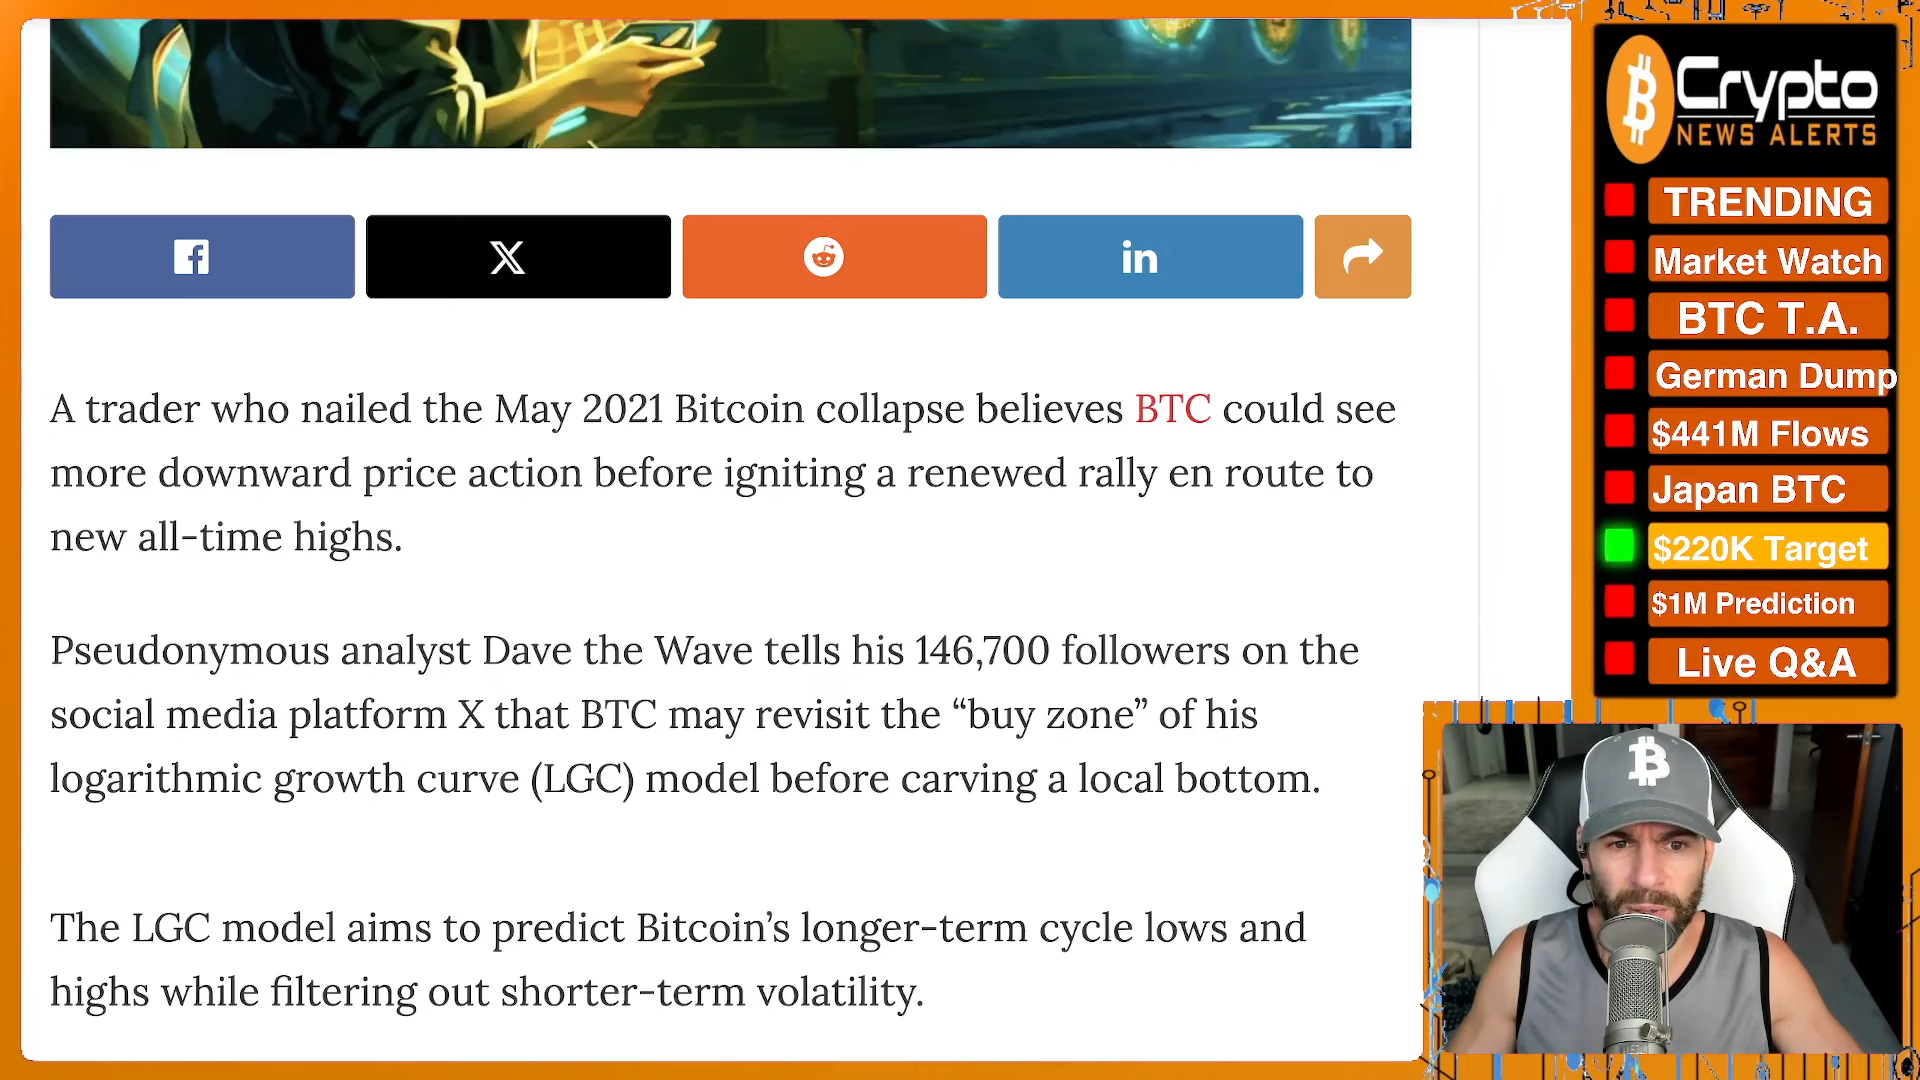 A trader who nailed the May 2021 Bitcoin collapse believes BTC could see
more downward price action before igniting a renewed rally en route to
new all-time highs.
Pseudonymous analyst Dave the Wave tells his 146,700 followers on the
social media platform X that BTC may revisit the “buy zone” of his
logarithmic growth curve (LGC) model before carving a local bottom.
The LGC model aims to predict Bitcoin’s longer-term cycle lows and
highs while filtering out shorter-term volatility.
Crypto
NEWS ALERTS
TRENDING
Market Watch
BTC T.A.
German Dump
$441M Flows
Japan BTC
$220K Target
$1M Prediction
Live Q&A